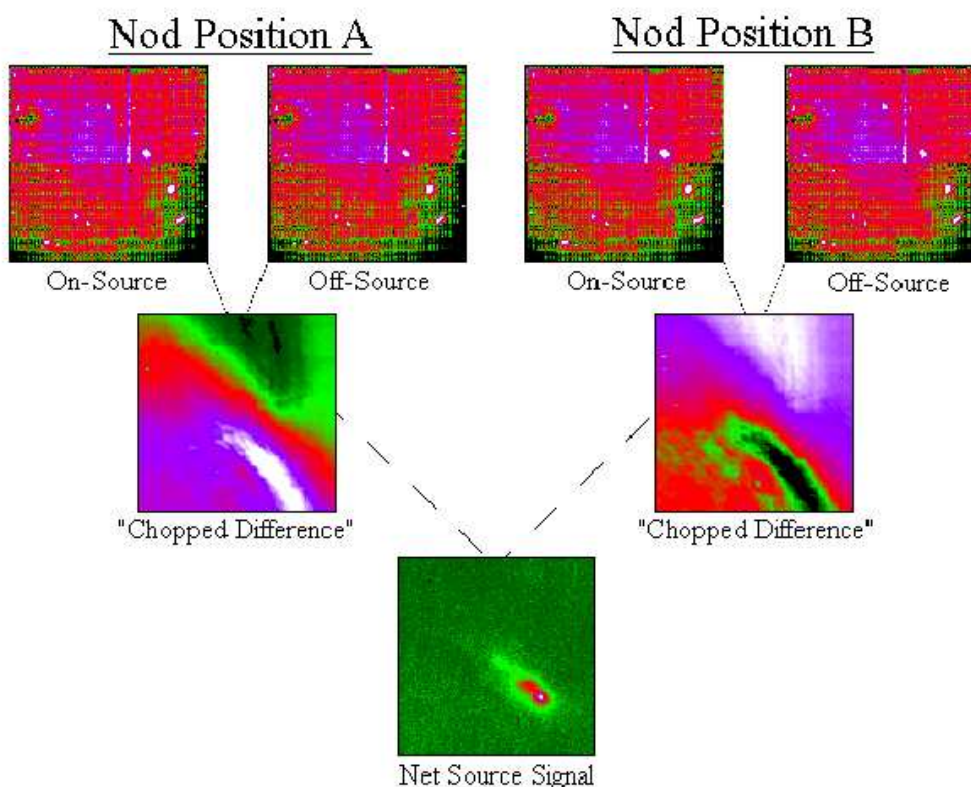 Nod Position A
Nod Position B
On-Source
Off-Source
On-Source
Off-Source
"Chopped Difference"
"Chopped Difference"
Net Source Signal